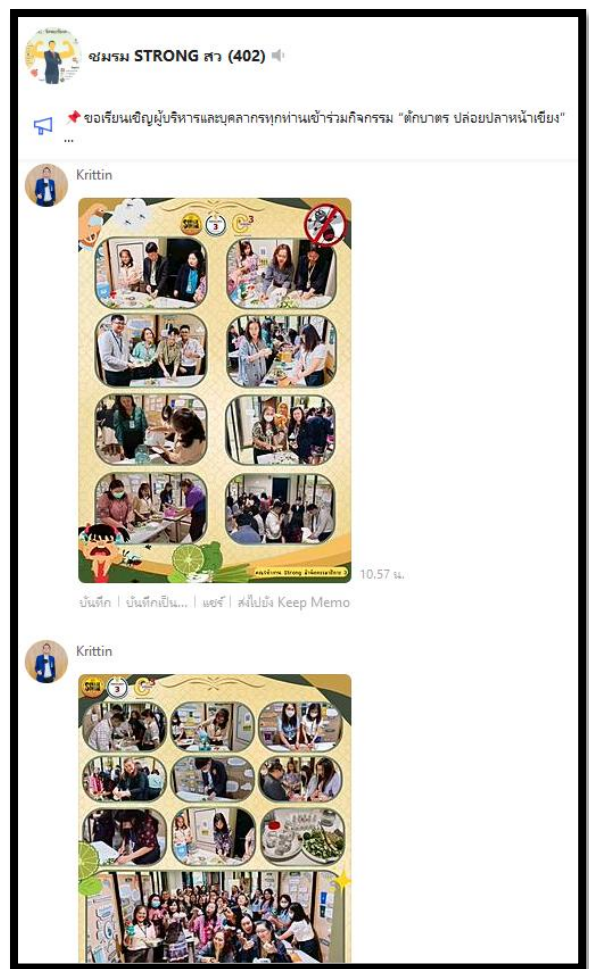 ชมรม STRONG สว (402)
📌 ขอเรียนเชิญผู้บริหารและบุคลากรทุกท่านเข้าร่วมกิจกรรม “ตักบาตร ปล่อยปลาหน้าเขียง”
...
Krittin
3
3
10.57 น.
บันทึก | บันทึกเป็น... | แชร์ | ส่งไปยัง Keep Memo
Krittin
3
3